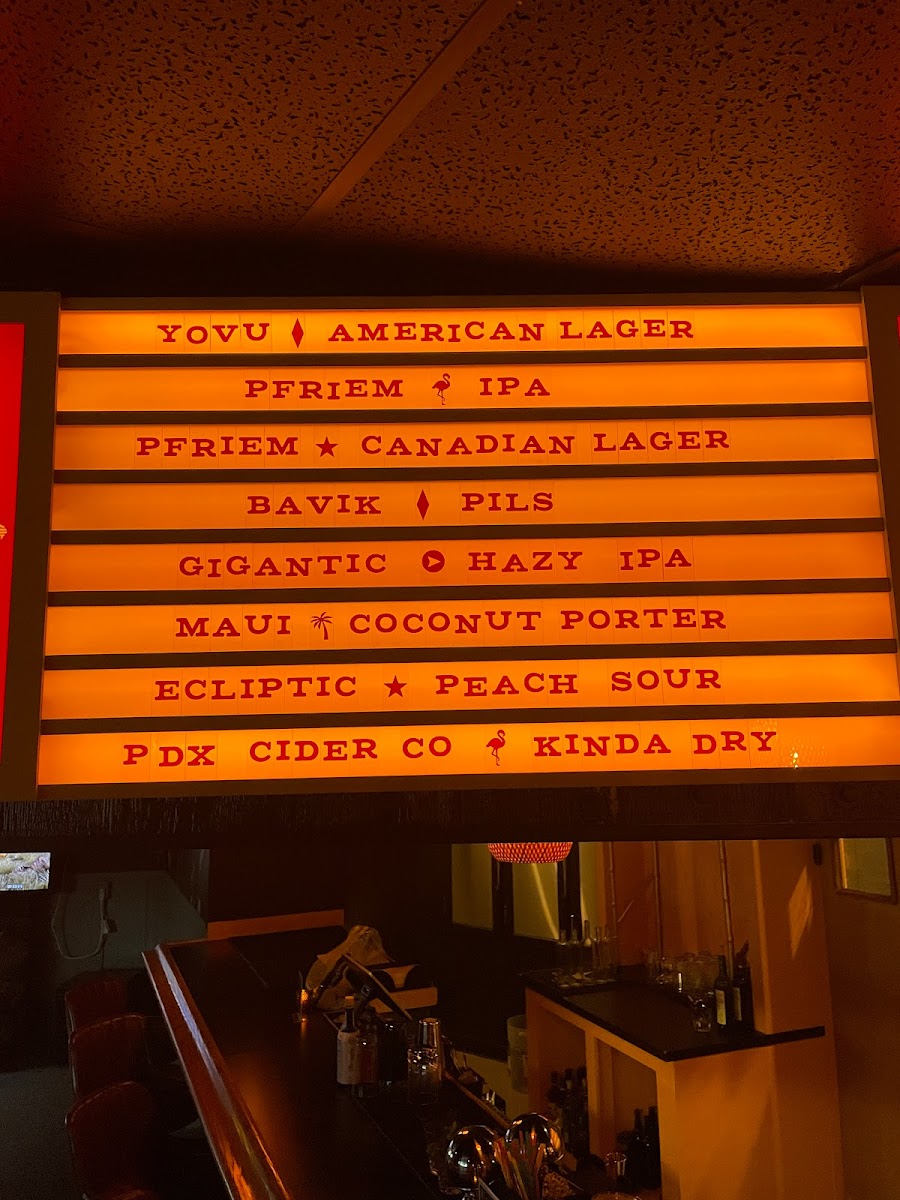 YOVU ♦ AMERICAN LAGER
PFRIEM 🦩 IPA
PFRIEM ★ CANADIAN LAGER
BAVIK ♦ PILS
GIGANTIC ➤ HAZY IPA
MAUI 🌴 COCONUT PORTER
ECLIPTIC ★ PEACH SOUR
PDX CIDER CO 🦩 KINDA DRY